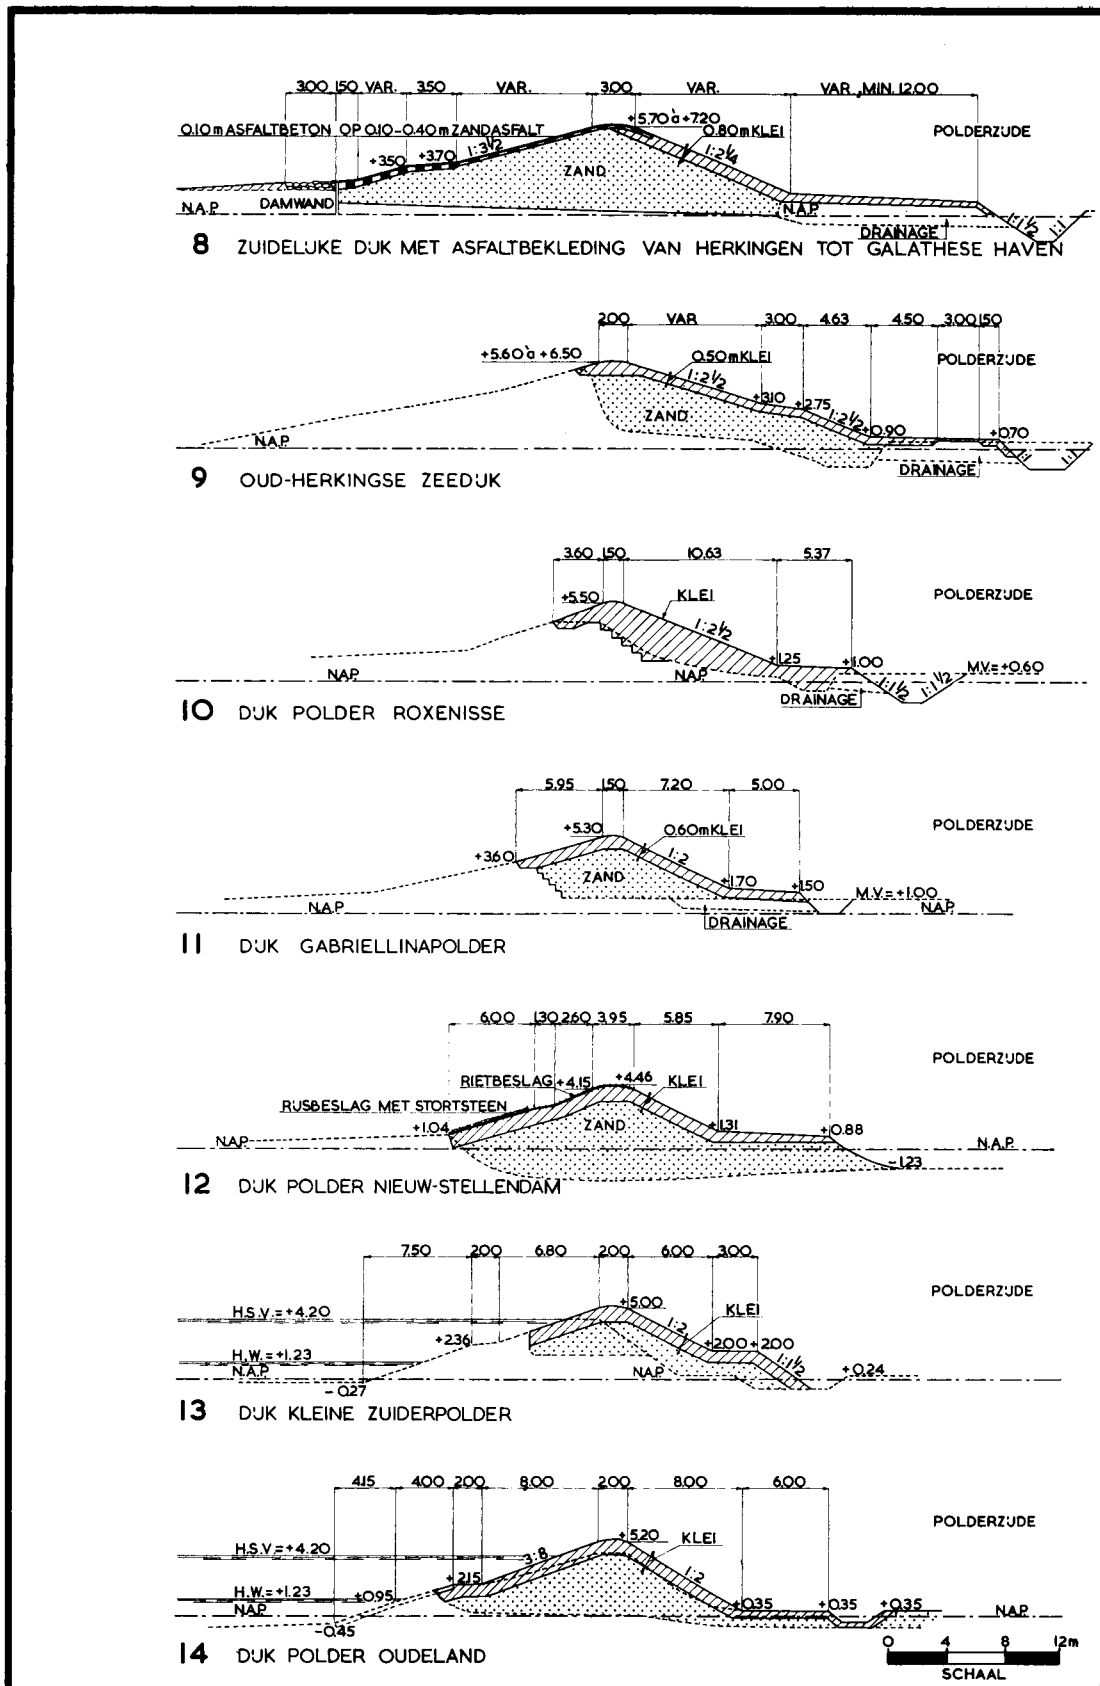 3.00 1.50 VAR. 3.50 VAR. 3.00 VAR. VAR. MIN. 12.00
+5.70 à +7.20
0.10 m ASFALTBETON OP 0.10-0.40 m ZANDASFALT 0.80 m KLEI POLDERZIJDE
+3.50 +3.70 1:3½ ZAND 1:2¼
N.A.P. DAMWAND N.A.P.
DRAINAGE 1:1½ 1:1
8 ZUIDELIJKE DIJK MET ASFALTBEKLEDING VAN HERKINGEN TOT GALATHESE HAVEN
2.00 VAR 3.00 4.63 4.50 3.00 1.50
+5.60 à +6.50 0.50 m KLEI POLDERZIJDE
1:2½
ZAND +3.10 +2.75 1:2½
N.A.P. +0.90 +0.70
DRAINAGE 1:1 1:1
9 OUD-HERKINGSE ZEEDIJK
3.60 1.50 10.63 5.37
+5.50 KLEI POLDERZIJDE
1:2½
+1.25 +1.00 M.V.=+0.60
N.A.P. N.A.P.
DRAINAGE 1:1½ 1:1½
10 DIJK POLDER ROXENISSE
5.95 1.50 7.20 5.00
+5.30 0.60 m KLEI POLDERZIJDE
+3.60 1:2
ZAND +1.70 +1.50 M.V.=+1.00
N.A.P. N.A.P.
DRAINAGE
11 DIJK GABRIELLINAPOLDER
6.00 1.30 2.60 3.95 5.85 7.90
POLDERZIJDE
RIETBESLAG +4.15 +4.46 KLEI
RIJSBESLAG MET STORTSTEEN
+1.04 ZAND +1.31 +0.88
N.A.P. N.A.P.
-1.23
12 DIJK POLDER NIEUW-STELLENDAM
7.50 2.00 6.80 2.00 6.00 3.00
POLDERZIJDE
H.S.V.=+4.20 +5.00 KLEI
+2.36 1:2 +2.00 +2.00
H.W.=+1.23 1:1½
N.A.P. N.A.P. +0.24
-0.27
13 DIJK KLEINE ZUIDERPOLDER
4.15 4.00 2.00 8.00 2.00 8.00 6.00
POLDERZIJDE
H.S.V.=+4.20 3:8 +5.20 KLEI
+2.15 1:2
H.W.=+1.23 +0.95 +0.35 +0.35 +0.35
N.A.P. N.A.P.
-0.45
14 DIJK POLDER OUDELAND
0 4 8 12m
SCHAAL